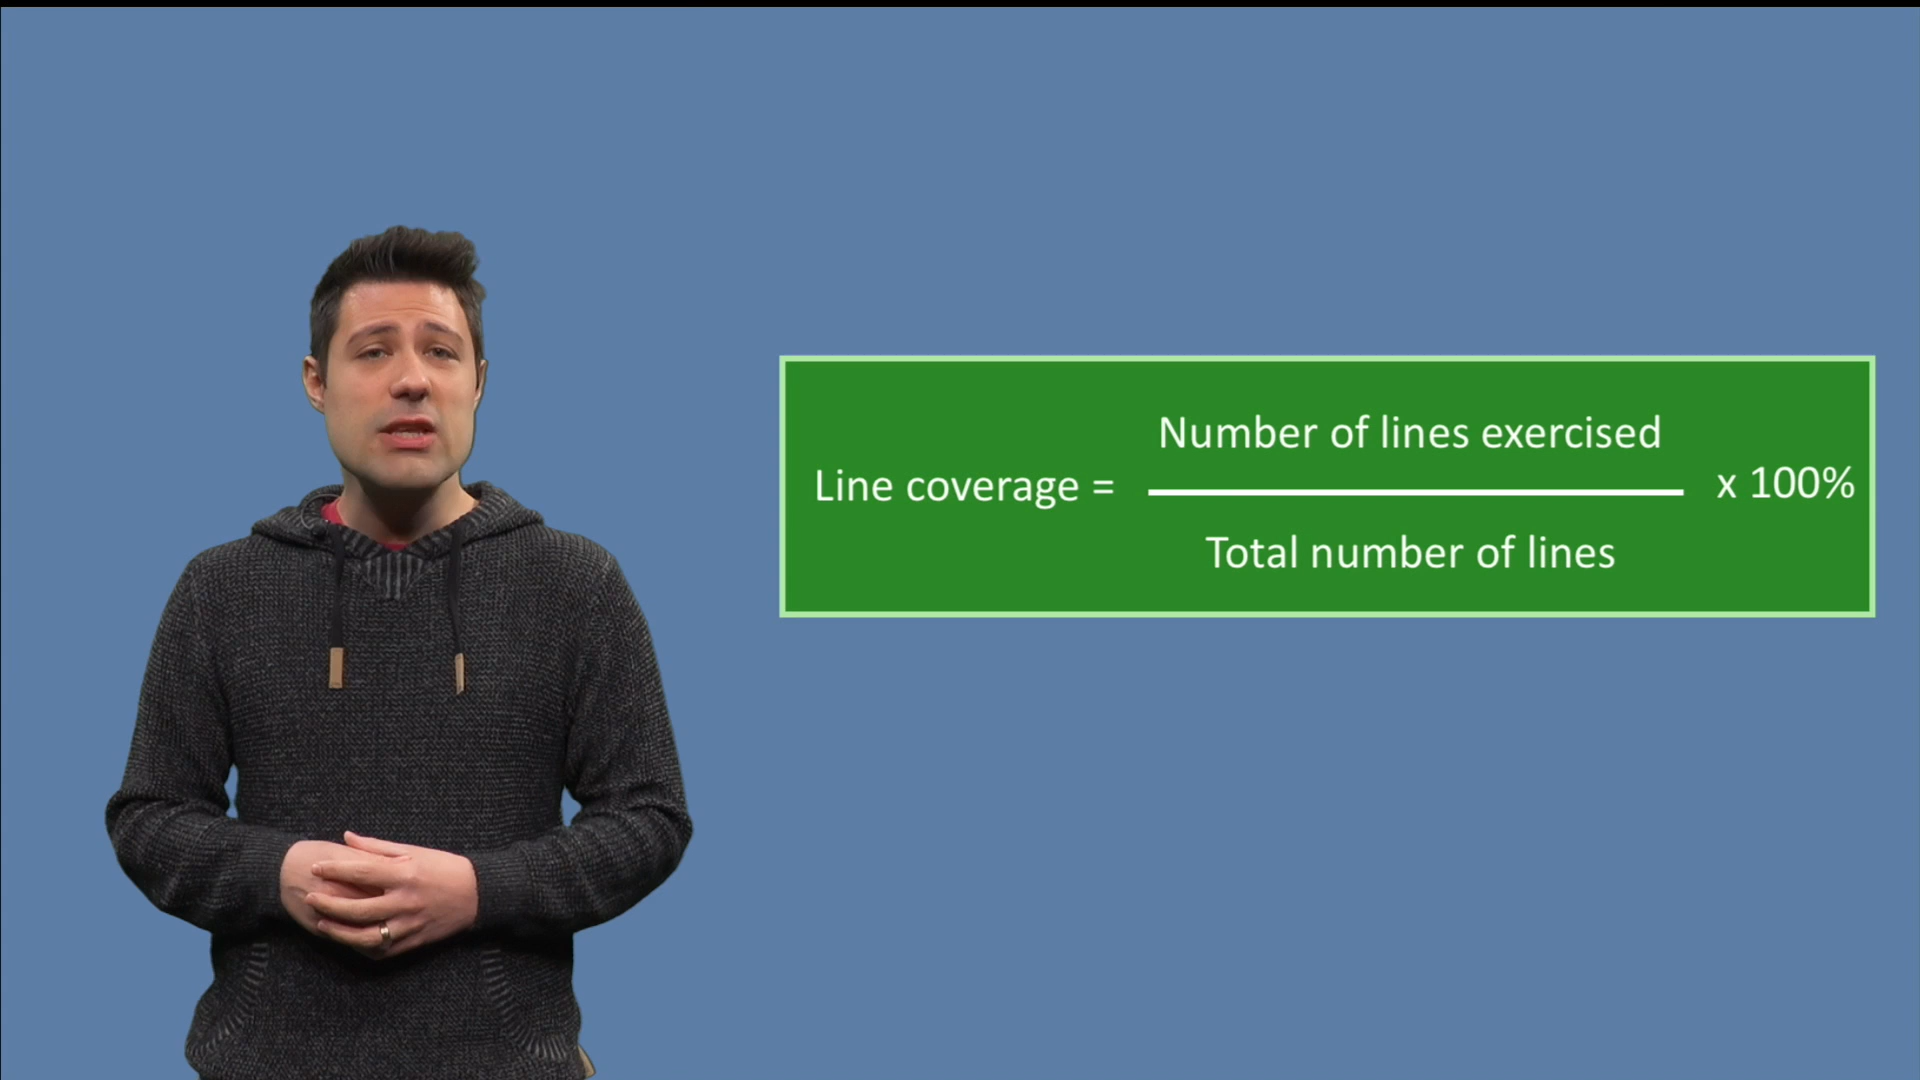 Number of lines exercised
Line coverage = x 100%
Total number of lines